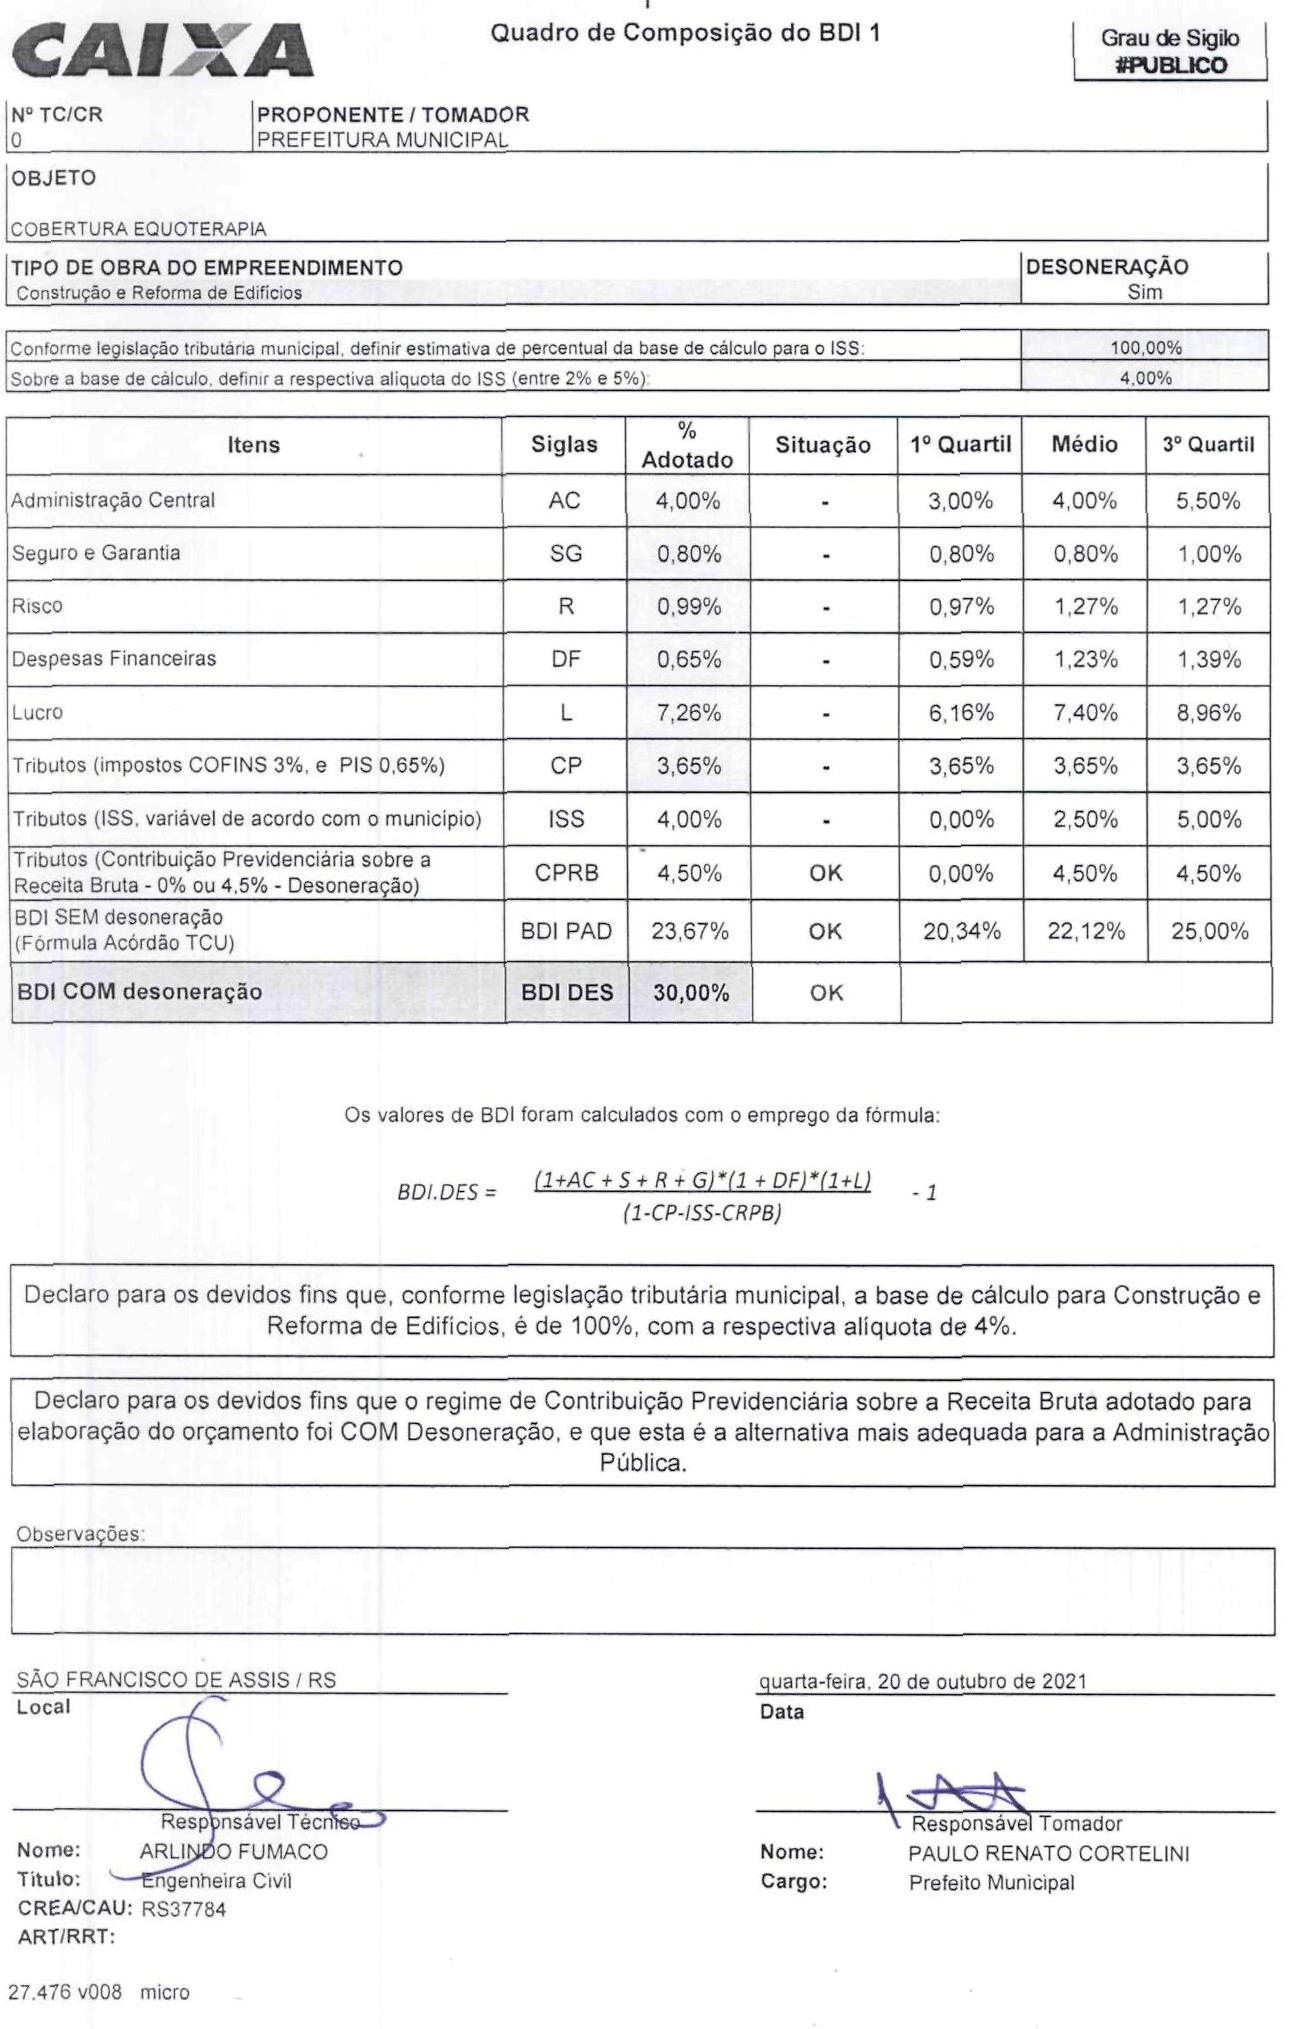 CAIXA
Quadro de Composição do BDI 1
Grau de Sigilo
#PUBLICO
Nº TC/CR
0
PROPONENTE / TOMADOR
PREFEITURA MUNICIPAL
OBJETO
COBERTURA EQUOTERAPIA
TIPO DE OBRA DO EMPREENDIMENTO
Construção e Reforma de Edifícios
DESONERAÇÃO
Sim
Conforme legislação tributária municipal, definir estimativa de percentual da base de cálculo para o ISS: 100,00%
Sobre a base de cálculo, definir a respectiva alíquota do ISS (entre 2% e 5%): 4,00%
Itens Siglas % Adotado Situação 1º Quartil Médio 3º Quartil
Administração Central AC 4,00% - 3,00% 4,00% 5,50%
Seguro e Garantia SG 0,80% - 0,80% 0,80% 1,00%
Risco R 0,99% - 0,97% 1,27% 1,27%
Despesas Financeiras DF 0,65% - 0,59% 1,23% 1,39%
Lucro L 7,26% - 6,16% 7,40% 8,96%
Tributos (impostos COFINS 3%, e PIS 0,65%) CP 3,65% - 3,65% 3,65% 3,65%
Tributos (ISS, variável de acordo com o município) ISS 4,00% - 0,00% 2,50% 5,00%
Tributos (Contribuição Previdenciária sobre a
Receita Bruta - 0% ou 4,5% - Desoneração) CPRB 4,50% OK 0,00% 4,50% 4,50%
BDI SEM desoneração
(Fórmula Acórdão TCU) BDI PAD 23,67% OK 20,34% 22,12% 25,00%
BDI COM desoneração BDI DES 30,00% OK
Os valores de BDI foram calculados com o emprego da fórmula:
BDI.DES = (1+AC + S + R + G)*(1 + DF)*(1+L) - 1
(1-CP-ISS-CRPB)
Declaro para os devidos fins que, conforme legislação tributária municipal, a base de cálculo para Construção e
Reforma de Edifícios, é de 100%, com a respectiva alíquota de 4%.
Declaro para os devidos fins que o regime de Contribuição Previdenciária sobre a Receita Bruta adotado para
elaboração do orçamento foi COM Desoneração, e que esta é a alternativa mais adequada para a Administração
Pública.
Observações:
SÃO FRANCISCO DE ASSIS / RS
Local
quarta-feira, 20 de outubro de 2021
Data
Responsável Técnico
Nome: ARLINDO FUMACO
Título: Engenheira Civil
CREA/CAU: RS37784
ART/RRT:
Responsável Tomador
Nome: PAULO RENATO CORTELINI
Cargo: Prefeito Municipal
27.476 v008 micro